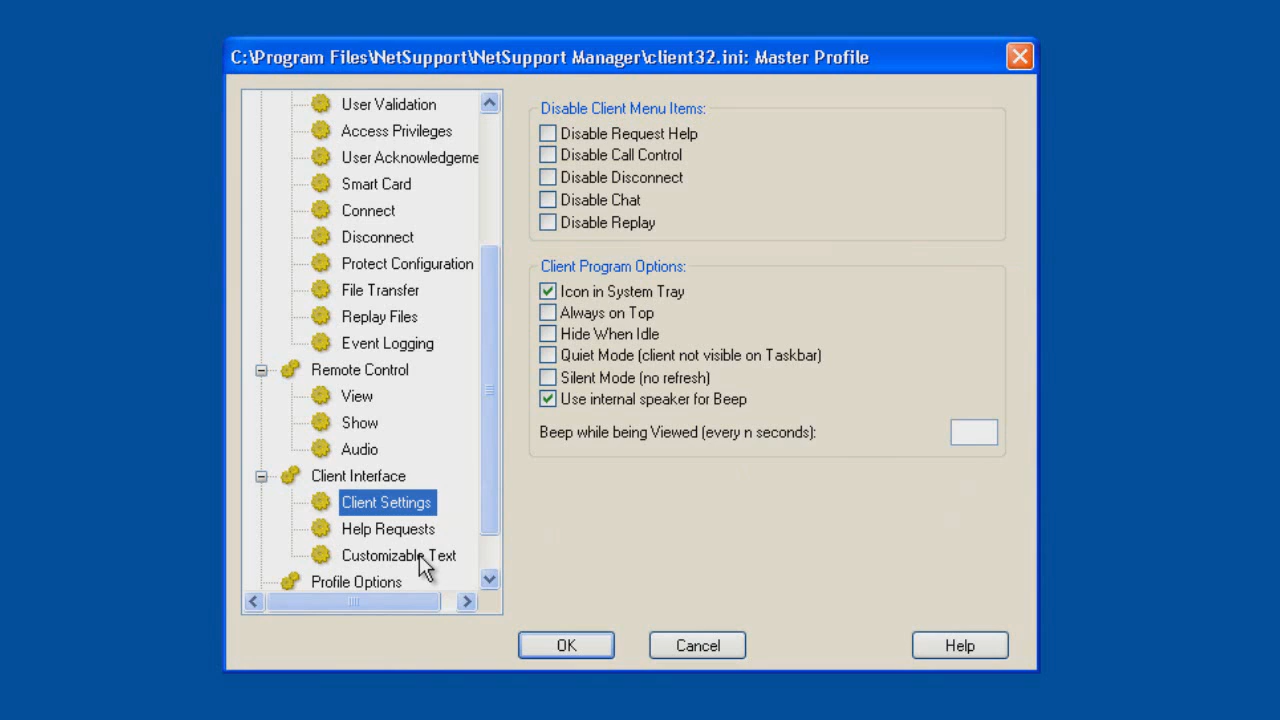 C:\Program Files\NetSupport\NetSupport Manager\client32.ini: Master Profile
User Validation
Access Privileges
User Acknowledgeme
Smart Card
Connect
Disconnect
Protect Configuration
File Transfer
Replay Files
Event Logging
Remote Control
View
Show
Audio
Client Interface
Client Settings
Help Requests
Customizable Text
Profile Options
Disable Client Menu Items:
Disable Request Help
Disable Call Control
Disable Disconnect
Disable Chat
Disable Replay
Client Program Options:
Icon in System Tray
Always on Top
Hide When Idle
Quiet Mode (client not visible on Taskbar)
Silent Mode (no refresh)
Use internal speaker for Beep
Beep while being Viewed (every n seconds):
OK
Cancel
Help